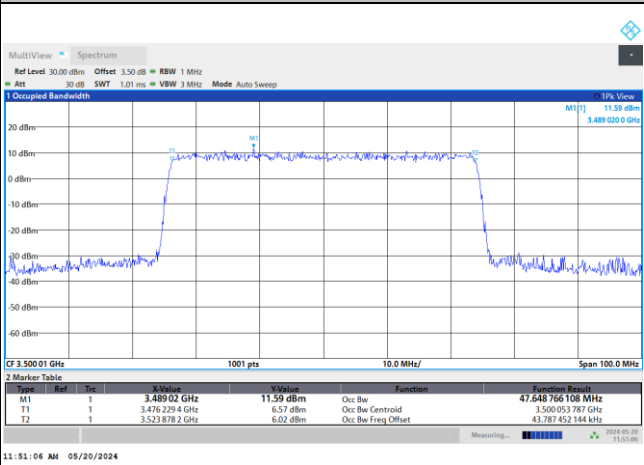 MultiView Spectrum
Ref Level 30.00 dBm Offset 3.50 dB RBW 1 MHz
Att 30 dB SWT 1.01 ms VBW 3 MHz Mode Auto Sweep
1 Occupied Bandwidth 1Pk View
M1[1] 11.59 dBm
3.489 020 0 GHz
20 dBm
M1
T1 T2
10 dBm
0 dBm
-10 dBm
-20 dBm
-30 dBm
-40 dBm
-50 dBm
-60 dBm
CF 3.500 01 GHz 1001 pts 10.0 MHz/ Span 100.0 MHz
2 Marker Table
Type Ref Trc X-Value Y-Value Function Function Result
M1 1 3.489 02 GHz 11.59 dBm Occ Bw 47.648 766 108 MHz
T1 1 3.476 229 4 GHz 6.57 dBm Occ Bw Centroid 3.500 053 787 GHz
T2 1 3.523 878 2 GHz 6.02 dBm Occ Bw Freq Offset 43.787 452 144 kHz
Measuring... 2024-05-20
11:51:06
11:51:06 AM 05/20/2024